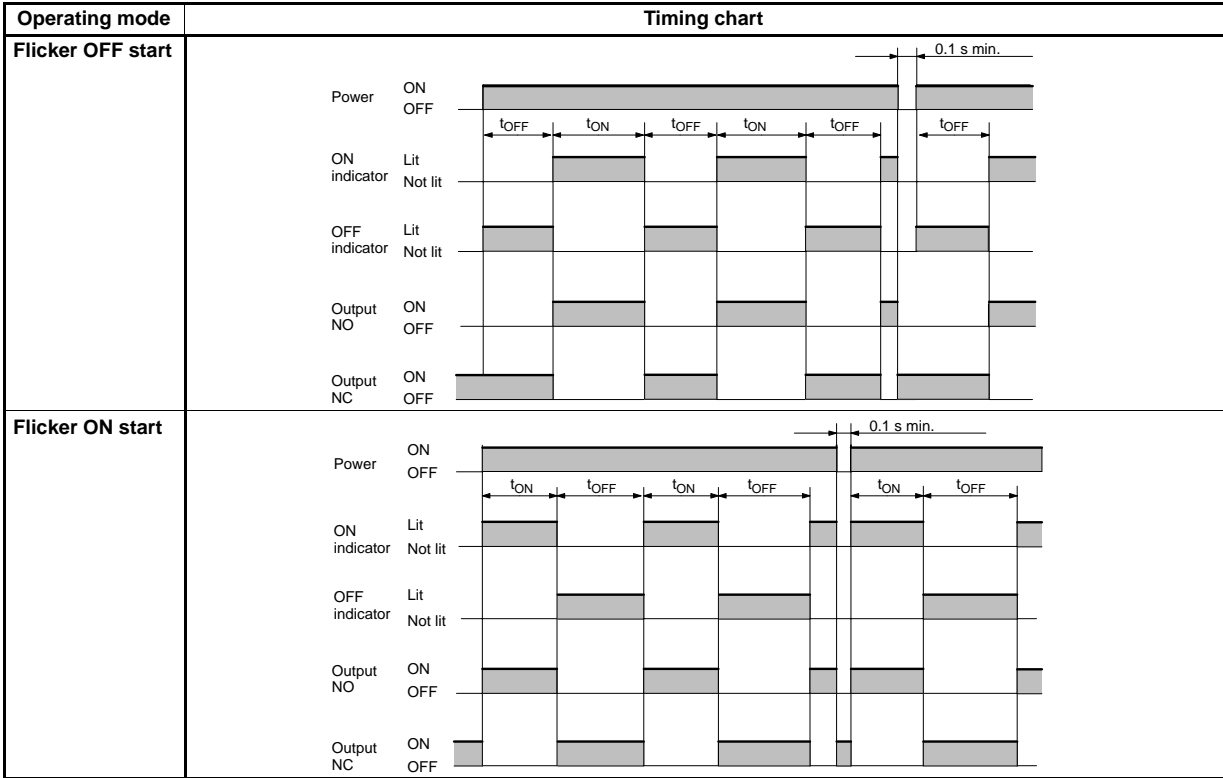 Operating mode Timing chart
Flicker OFF start
0.1 s min.
Power ON
OFF
tOFF tON tOFF tON tOFF tOFF
ON indicator Lit
Not lit
OFF indicator Lit
Not lit
Output NO ON
OFF
Output NC ON
OFF
Flicker ON start
0.1 s min.
Power ON
OFF
tON tOFF tON tOFF tON tOFF
ON indicator Lit
Not lit
OFF indicator Lit
Not lit
Output NO ON
OFF
Output NC ON
OFF